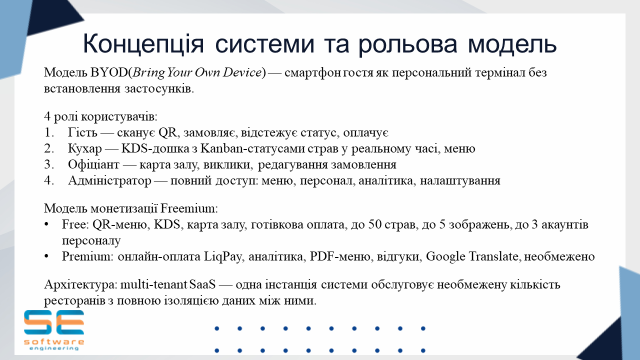 Концепція системи та рольова модель
Модель BYOD(Bring Your Own Device) — смартфон гостя як персональний термінал без
встановлення застосунків.
4 ролі користувачів:
1. Гість — сканує QR, замовляє, відстежує статус, оплачує
2. Кухар — KDS-дошка з Kanban-статусами страв у реальному часі, меню
3. Офіціант — карта залу, виклики, редагування замовлення
4. Адміністратор — повний доступ: меню, персонал, аналітика, налаштування
Модель монетизації Freemium:
• Free: QR-меню, KDS, карта залу, готівкова оплата, до 50 страв, до 5 зображень, до 3 акаунтів
персоналу
• Premium: онлайн-оплата LiqPay, аналітика, PDF-меню, відгуки, Google Translate, необмежено
Архітектура: multi-tenant SaaS — одна інстанція системи обслуговує необмежену кількість
ресторанів з повною ізоляцією даних між ними.
SE
software
engineering